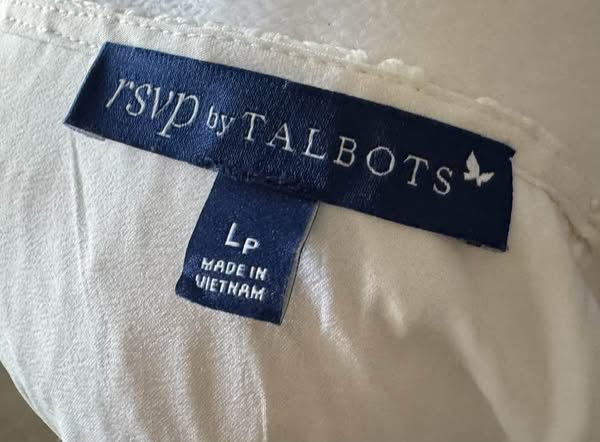 rsvp by TALBOTS
LP
MADE IN
VIETNAM